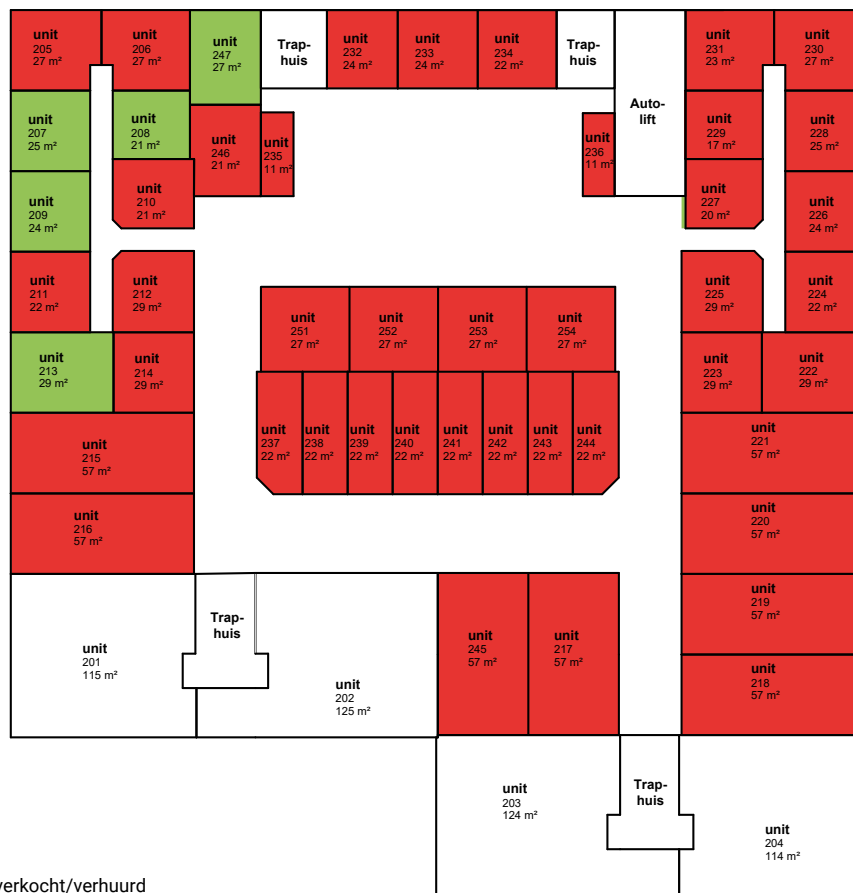 unit
205
27 m²
unit
206
27 m²
unit
247
27 m²
Trap-
huis
unit
232
24 m²
unit
233
24 m²
unit
234
22 m²
Trap-
huis
unit
231
23 m²
unit
230
27 m²
Auto-
lift
unit
207
25 m²
unit
208
21 m²
unit
246
21 m²
unit
235
11 m²
unit
236
11 m²
unit
229
17 m²
unit
228
25 m²
unit
209
24 m²
unit
210
21 m²
unit
227
20 m²
unit
226
24 m²
unit
211
22 m²
unit
212
29 m²
unit
225
29 m²
unit
224
22 m²
unit
251
27 m²
unit
252
27 m²
unit
253
27 m²
unit
254
27 m²
unit
213
29 m²
unit
214
29 m²
unit
223
29 m²
unit
222
29 m²
unit
237
22 m²
unit
238
22 m²
unit
239
22 m²
unit
240
22 m²
unit
241
22 m²
unit
242
22 m²
unit
243
22 m²
unit
244
22 m²
unit
215
57 m²
unit
221
57 m²
unit
216
57 m²
unit
220
57 m²
unit
219
57 m²
Trap-
huis
unit
201
115 m²
unit
202
125 m²
unit
245
57 m²
unit
217
57 m²
unit
218
57 m²
unit
203
124 m²
Trap-
huis
unit
204
114 m²
verkocht/verhuurd